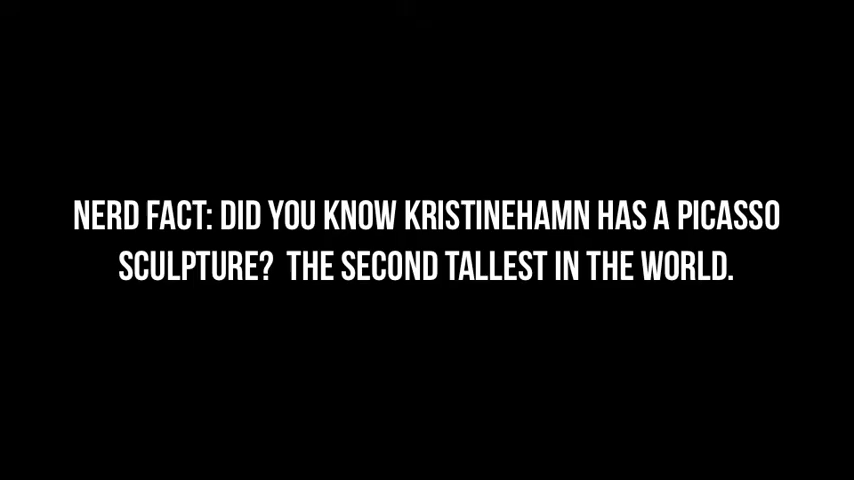 NERD FACT: DID YOU KNOW KRISTINEHAMN HAS A PICASSO
SCULPTURE?  THE SECOND TALLEST IN THE WORLD.